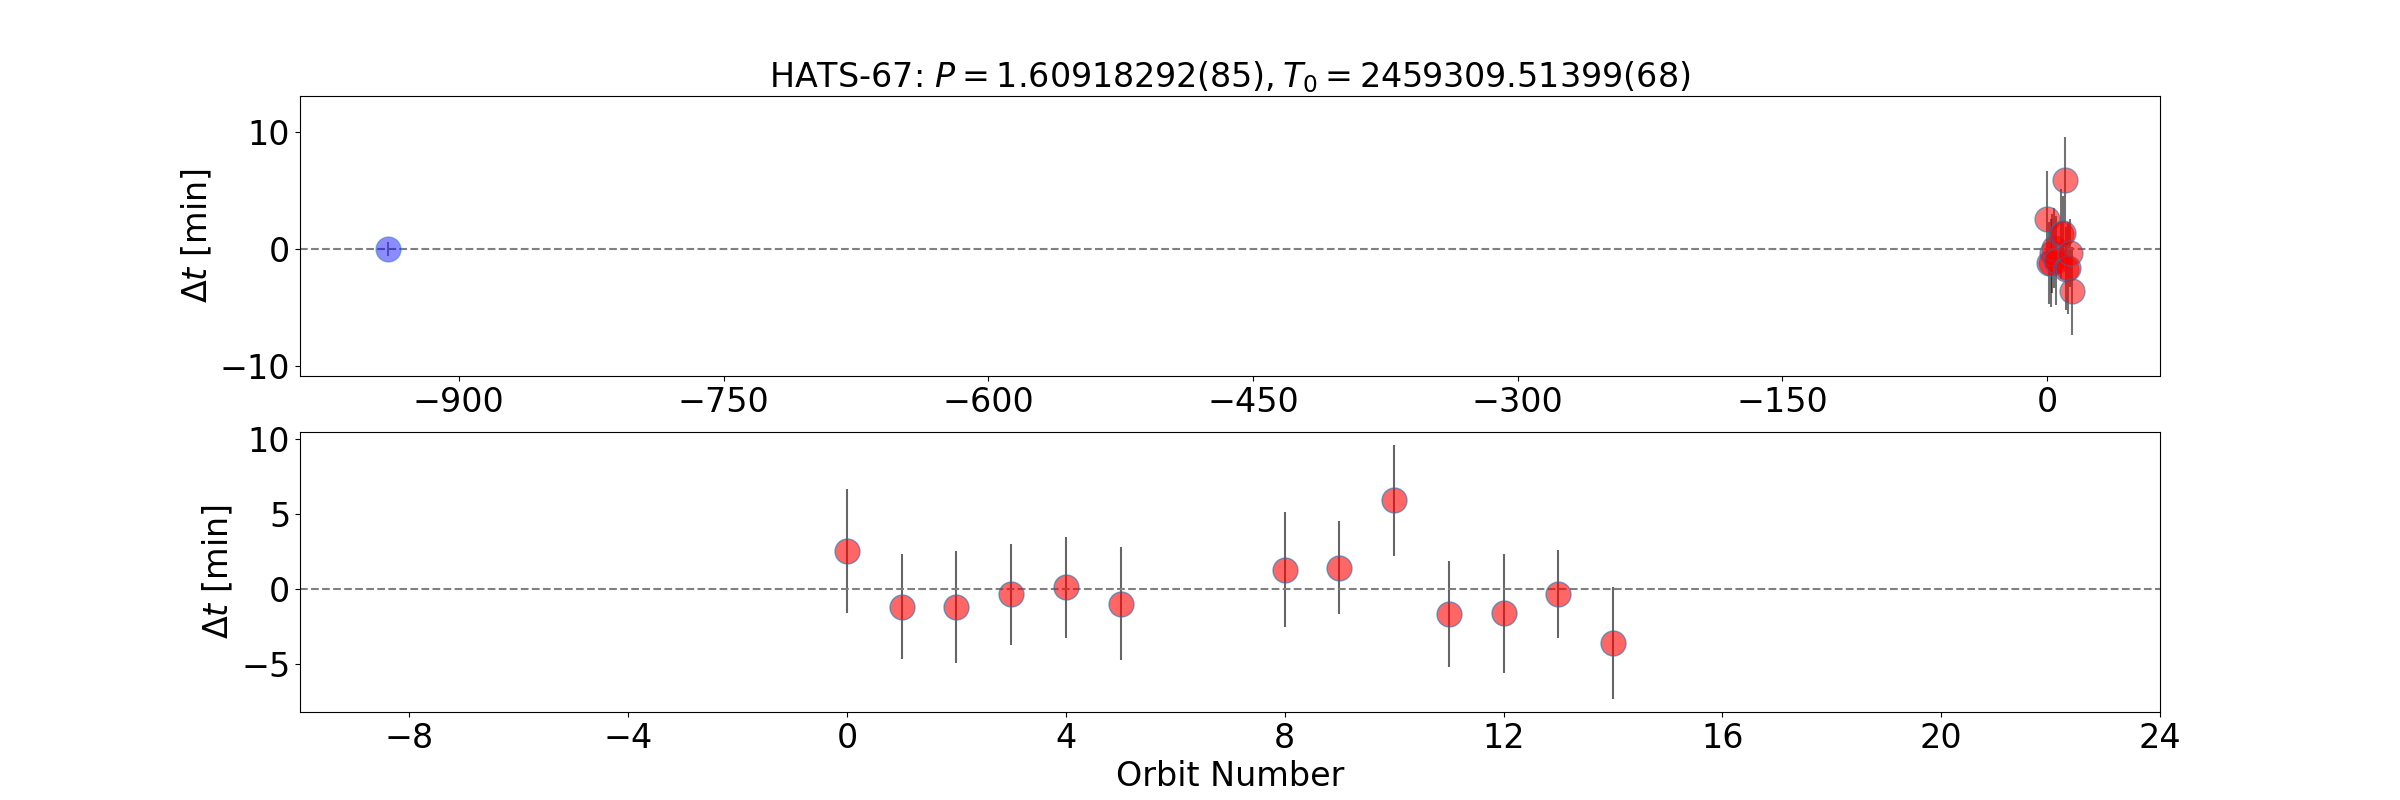 HATS-67: P = 1.60918292(85), T₀ = 2459309.51399(68)
10
0
−10
Δt [min]
−900 −750 −600 −450 −300 −150 0
10
5
0
−5
Δt [min]
−8 −4 0 4 8 12 16 20 24
Orbit Number